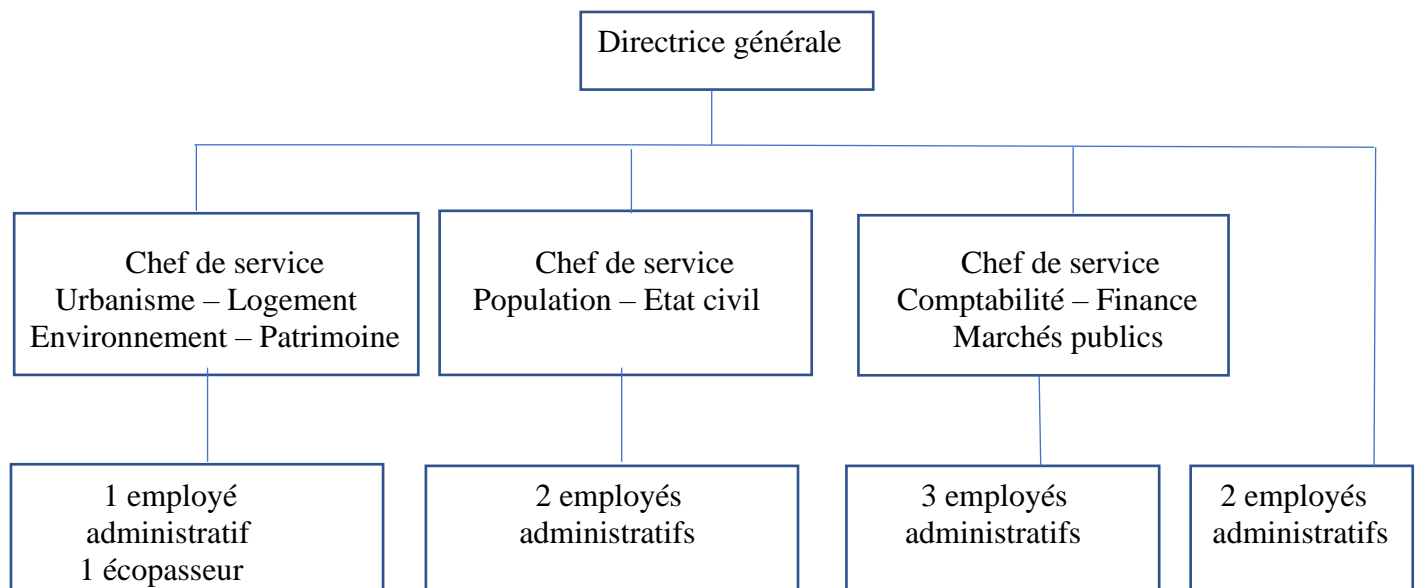 Directrice générale
Chef de service
Urbanisme – Logement
Environnement – Patrimoine
Chef de service
Population – Etat civil
Chef de service
Comptabilité – Finance
Marchés publics
1 employé
administratif
1 écopasseur
2 employés
administratifs
3 employés
administratifs
2 employés
administratifs